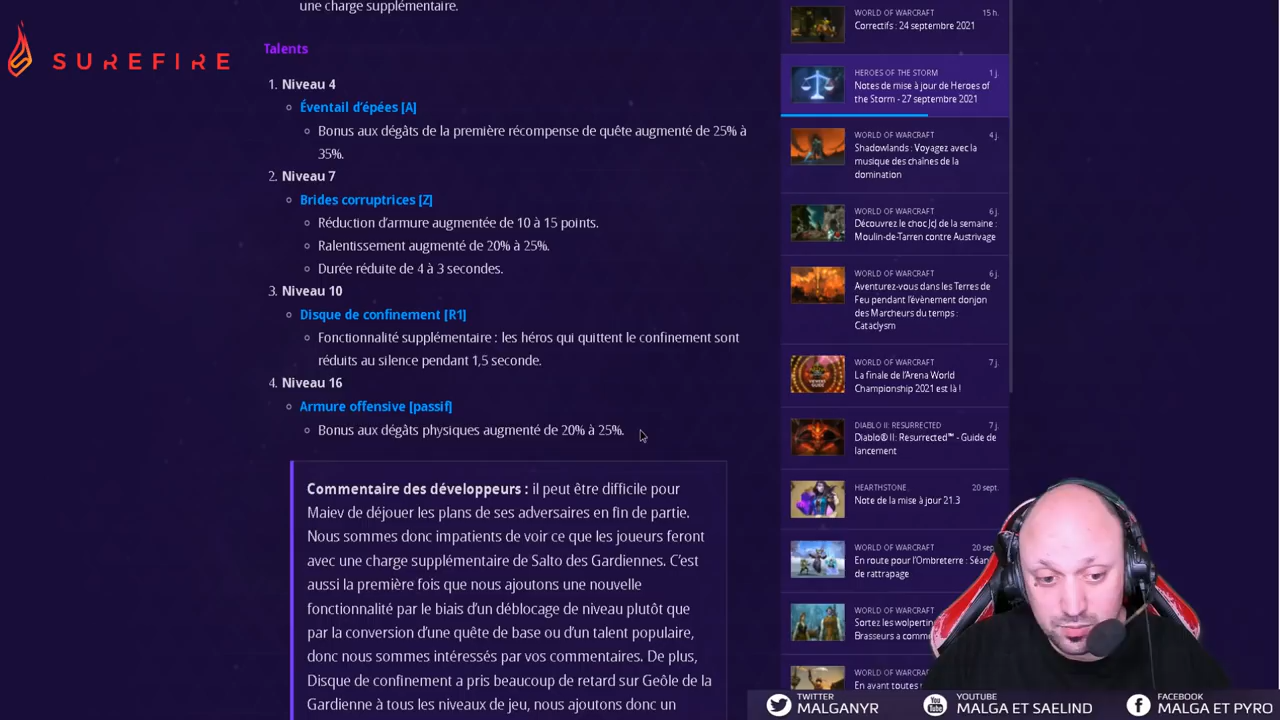 une charge supplémentaire.
SUREFIRE
Talents
1. Niveau 4
Éventail d'épées [A]
Bonus aux dégâts de la première récompense de quête augmenté de 25% à
35%.
2. Niveau 7
Brides corruptrices [Z]
Réduction d'armure augmentée de 10 à 15 points.
Ralentissement augmenté de 20% à 25%.
Durée réduite de 4 à 3 secondes.
3. Niveau 10
Disque de confinement [R1]
Fonctionnalité supplémentaire : les héros qui quittent le confinement sont
réduits au silence pendant 1,5 seconde.
4. Niveau 16
Armure offensive [passif]
Bonus aux dégâts physiques augmenté de 20% à 25%.
Commentaire des développeurs : il peut être difficile pour
Maiev de déjouer les plans de ses adversaires en fin de partie.
Nous sommes donc impatients de voir ce que les joueurs feront
avec une charge supplémentaire de Salto des Gardiennes. C'est
aussi la première fois que nous ajoutons une nouvelle
fonctionnalité par le biais d'un déblocage de niveau plutôt que
par la conversion d'une quête de base ou d'un talent populaire,
donc nous sommes intéressés par vos commentaires. De plus,
Disque de confinement a pris beaucoup de retard sur Geôle de la
Gardienne à tous les niveaux de jeu, nous ajoutons donc un
WORLD OF WARCRAFT 15 h.
Correctifs : 24 septembre 2021
HEROES OF THE STORM 1 j.
Notes de mise à jour de Heroes of
the Storm - 27 septembre 2021
WORLD OF WARCRAFT 4 j.
Shadowlands : Voyagez avec la
musique des chaînes de la
domination
WORLD OF WARCRAFT 6 j.
Découvrez le choc JcJ de la semaine :
Moulin-de-Tarren contre Austrivage
WORLD OF WARCRAFT 6 j.
Aventurez-vous dans les Terres de
Feu pendant l'évènement donjon
des Marcheurs du temps :
Cataclysm
WORLD OF WARCRAFT 7 j.
La finale de l'Arena World
Championship 2021 est là !
DIABLO II: RESURRECTED 7 j.
Diablo® II: Resurrected™ - Guide de
lancement
HEARTHSTONE 20 sept.
Note de la mise à jour 21.3
WORLD OF WARCRAFT 20 sep
En route pour l'Ombreterre : Séan
de rattrapage
WORLD OF WARCRAFT
Sortez les wolpertin
Brasseurs a comm
WORLD OF WARCRAFT
En avant toutes
TWITTER
MALGANYR
YOUTUBE
MALGA ET SAELIND
FACEBOOK
MALGA ET PYRO